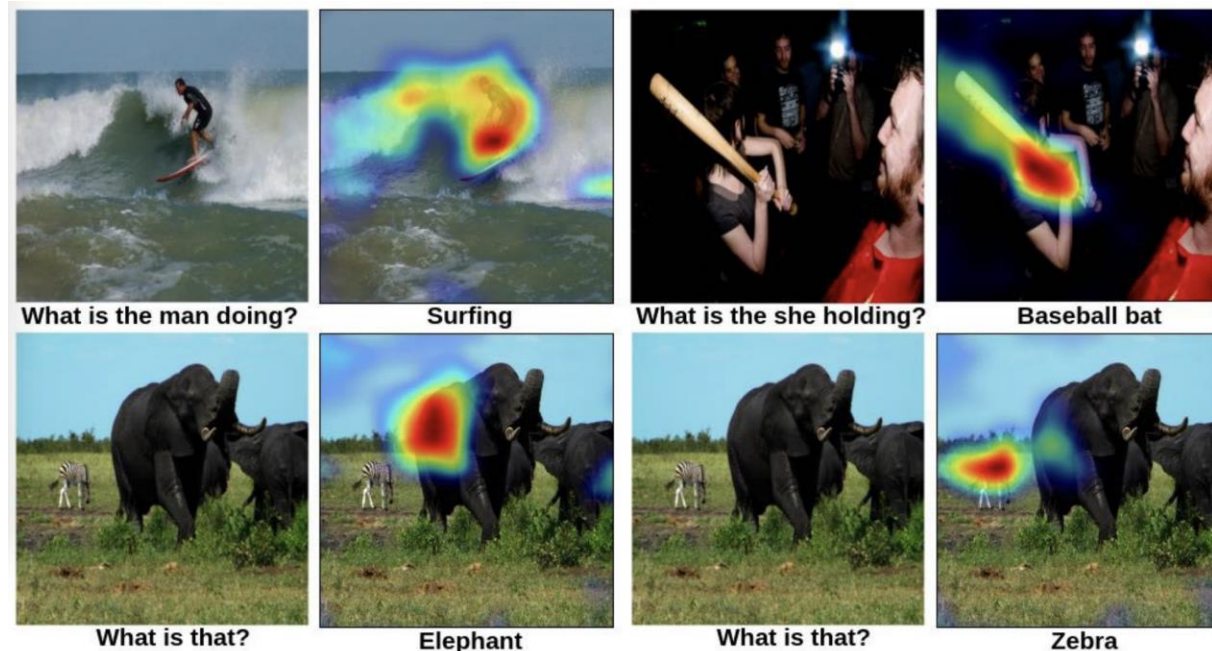 What is the man doing?
Surfing
What is the she holding?
Baseball bat
What is that?
Elephant
What is that?
Zebra